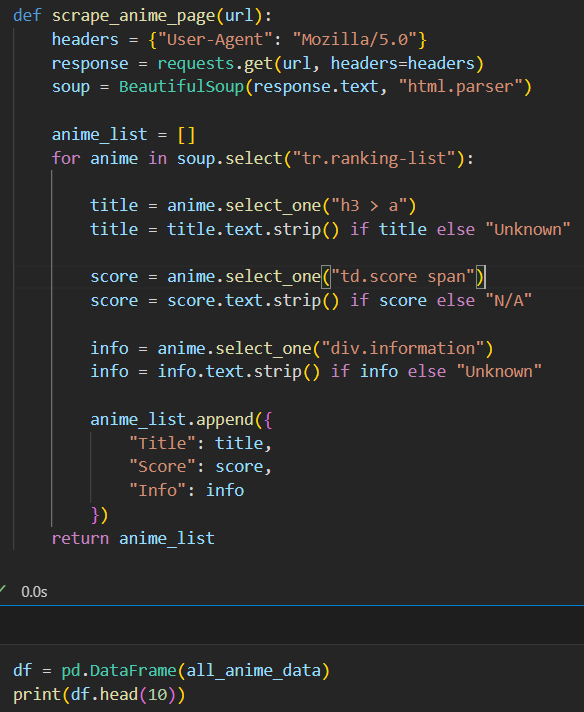 def scrape_anime_page(url):
    headers = {"User-Agent": "Mozilla/5.0"}
    response = requests.get(url, headers=headers)
    soup = BeautifulSoup(response.text, "html.parser")

    anime_list = []
    for anime in soup.select("tr.ranking-list"):

        title = anime.select_one("h3 > a")
        title = title.text.strip() if title else "Unknown"

        score = anime.select_one("td.score span")
        score = score.text.strip() if score else "N/A"

        info = anime.select_one("div.information")
        info = info.text.strip() if info else "Unknown"

        anime_list.append({
            "Title": title,
            "Score": score,
            "Info": info
        })
    return anime_list

0.0s

df = pd.DataFrame(all_anime_data)
print(df.head(10))